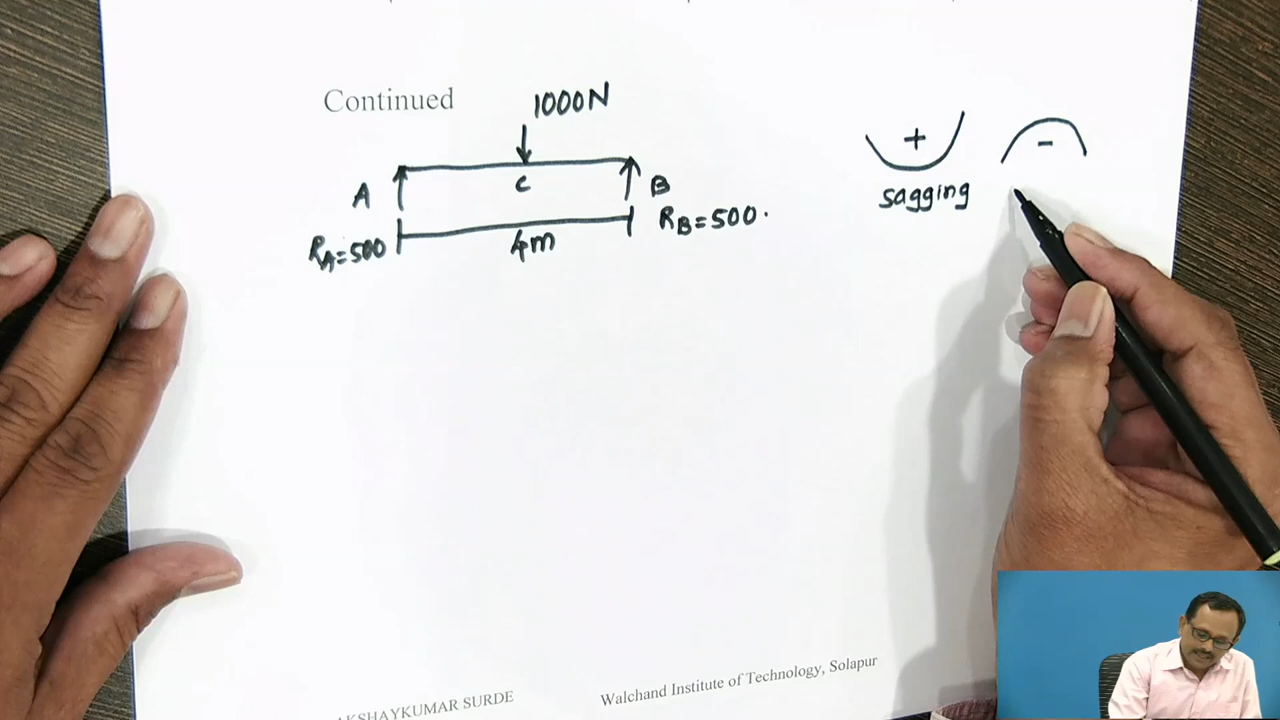 Continued
1000N
A
C
B
RA=500
4m
RB=500.
+
-
sagging
AKSHAYKUMAR SURDE
Walchand Institute of Technology, Solapur